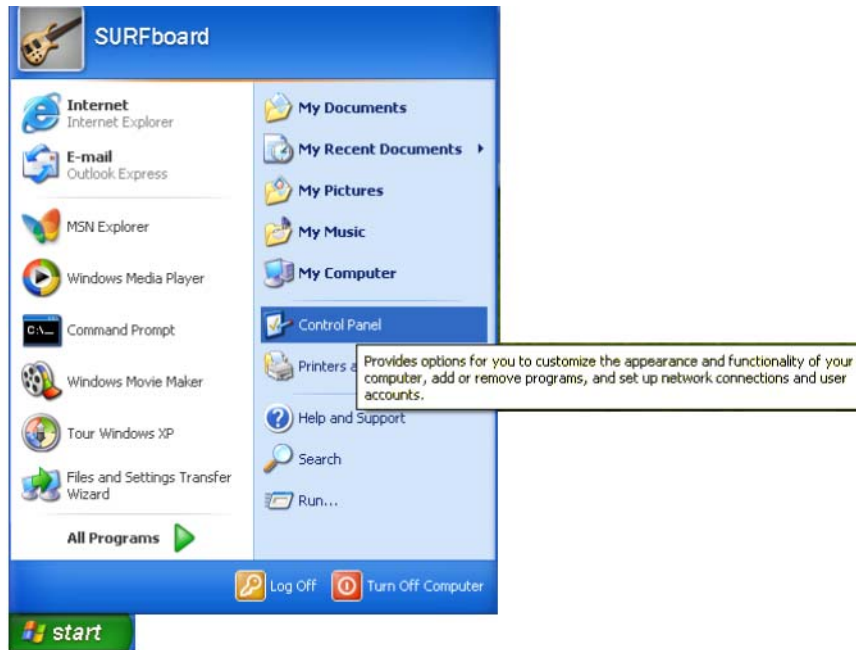 SURFboard
Internet
Internet Explorer
E-mail
Outlook Express
MSN Explorer
Windows Media Player
C:\_
Command Prompt
Windows Movie Maker
Tour Windows XP
Files and Settings Transfer
Wizard
All Programs
My Documents
My Recent Documents
My Pictures
My Music
My Computer
Control Panel
Printers a
Provides options for you to customize the appearance and functionality of your
computer, add or remove programs, and set up network connections and user
accounts.
Help and Support
Search
Run...
Log Off
Turn Off Computer
start